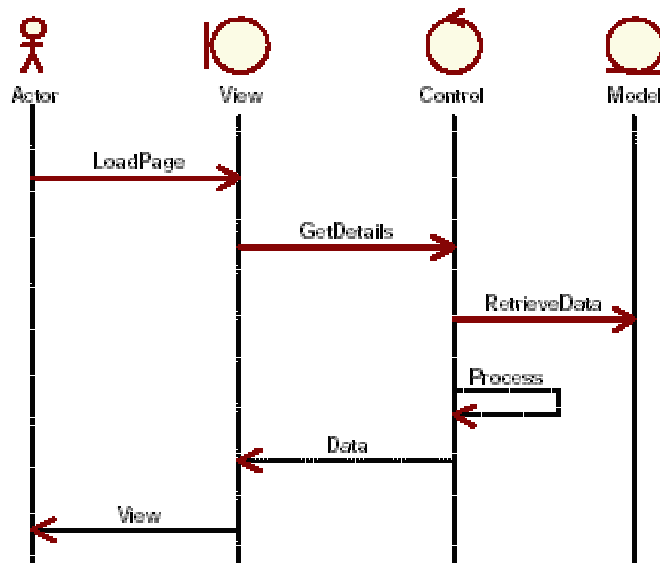 Actor
View
Control
Model
LoadPage
GetDetails
RetrieveData
Process
Data
View